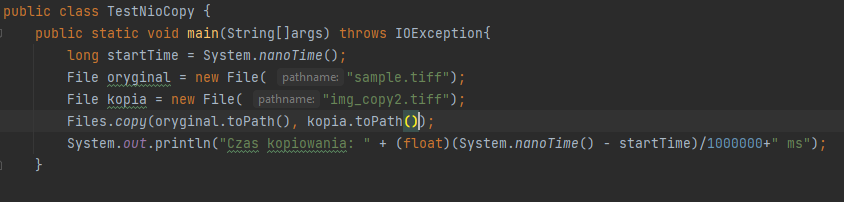 public class TestNioCopy {
public static void main(String[]args) throws IOException{
long startTime = System.nanoTime();
File oryginal = new File( pathname: "sample.tiff");
File kopia = new File( pathname: "img_copy2.tiff");
Files.copy(oryginal.toPath(), kopia.toPath());
System.out.println("Czas kopiowania: " + (float)(System.nanoTime() - startTime)/1000000+" ms");
}